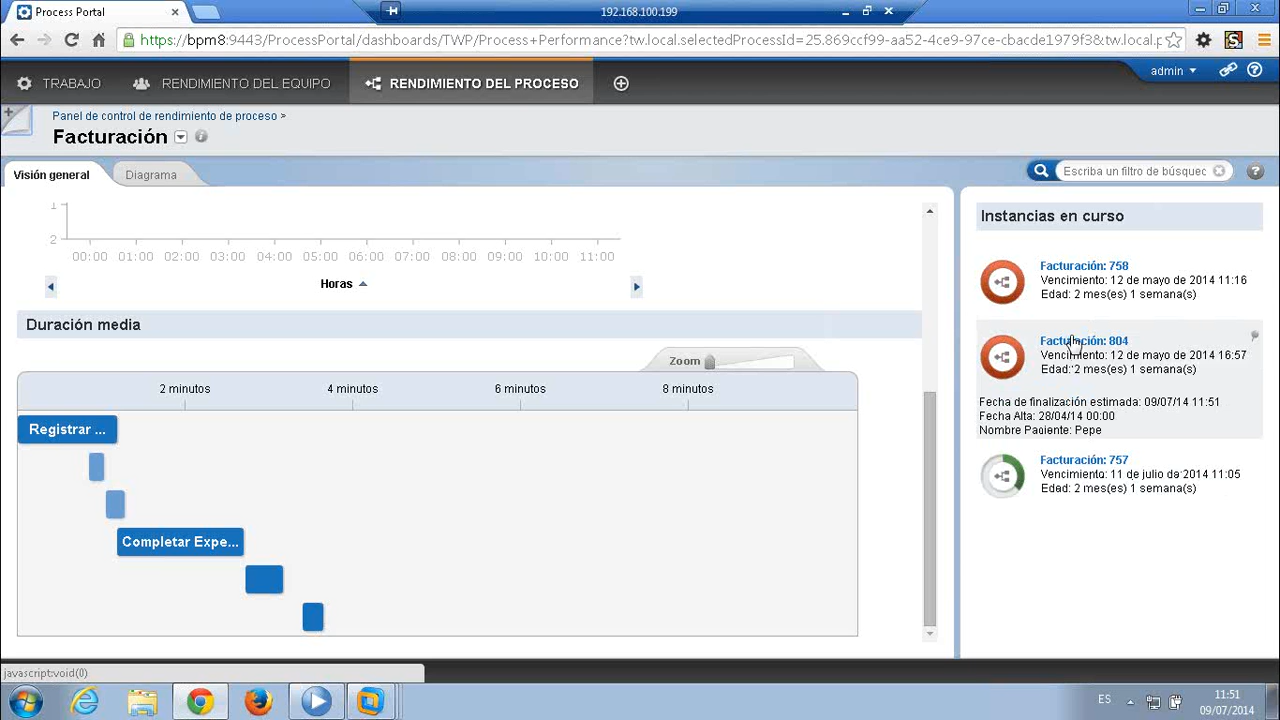 Process Portal
192.168.100.199
https://bpm8:9443/ProcessPortal/dashboards/TWP/Process+Performance?tw.local.selectedProcessId=25.869ccf99-aa52-4ce9-97ce-cbacde1979f3&tw.local.p
TRABAJO
RENDIMIENTO DEL EQUIPO
RENDIMIENTO DEL PROCESO
admin
Panel de control de rendimiento de proceso >
Facturación
Visión general
Diagrama
Escriba un filtro de búsquec
1
2
00:00 01:00 02:00 03:00 04:00 05:00 06:00 07:00 08:00 09:00 10:00 11:00
Horas
Duración media
Zoom
2 minutos 4 minutos 6 minutos 8 minutos
Registrar ...
Completar Expe...
Instancias en curso
Facturación: 758
Vencimiento: 12 de mayo de 2014 11:16
Edad: 2 mes(es) 1 semana(s)
Facturación: 804
Vencimiento: 12 de mayo de 2014 16:57
Edad: 2 mes(es) 1 semana(s)
Fecha de finalización estimada: 09/07/14 11:51
Fecha Alta: 28/04/14 00:00
Nombre Paciente: Pepe
Facturación: 757
Vencimiento: 11 de julio de 2014 11:05
Edad: 2 mes(es) 1 semana(s)
javascript:void(0)
ES
11:51
09/07/2014